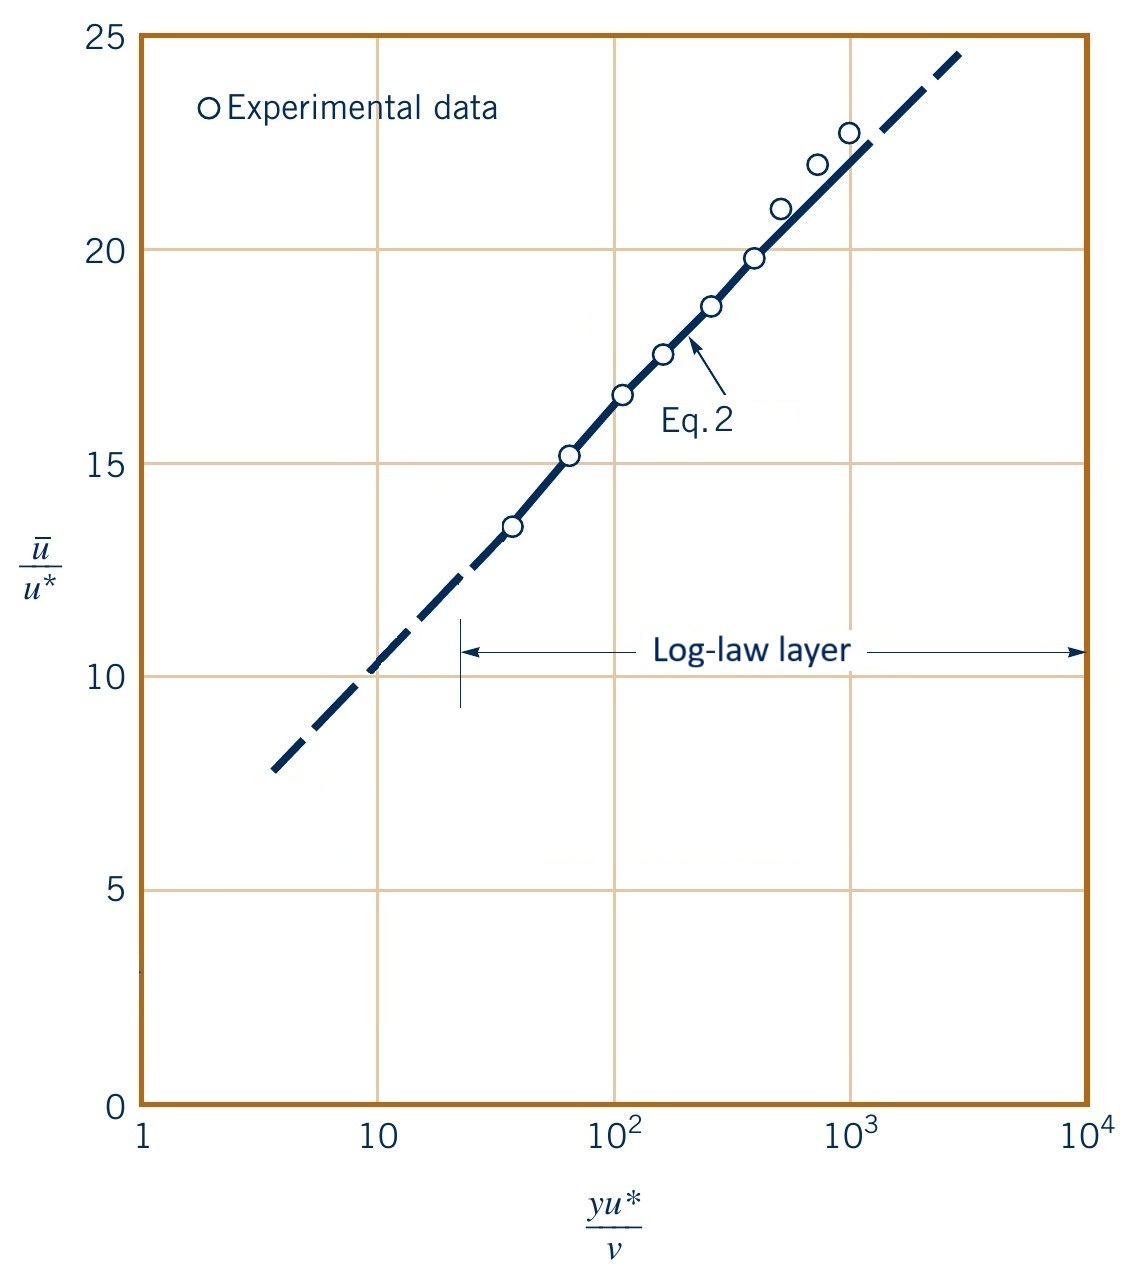 25
Experimental data
20
Eq. 2
15
u̅
u*
Log-law layer
10
5
0
1 10 10² 10³ 10⁴
yu*
ν